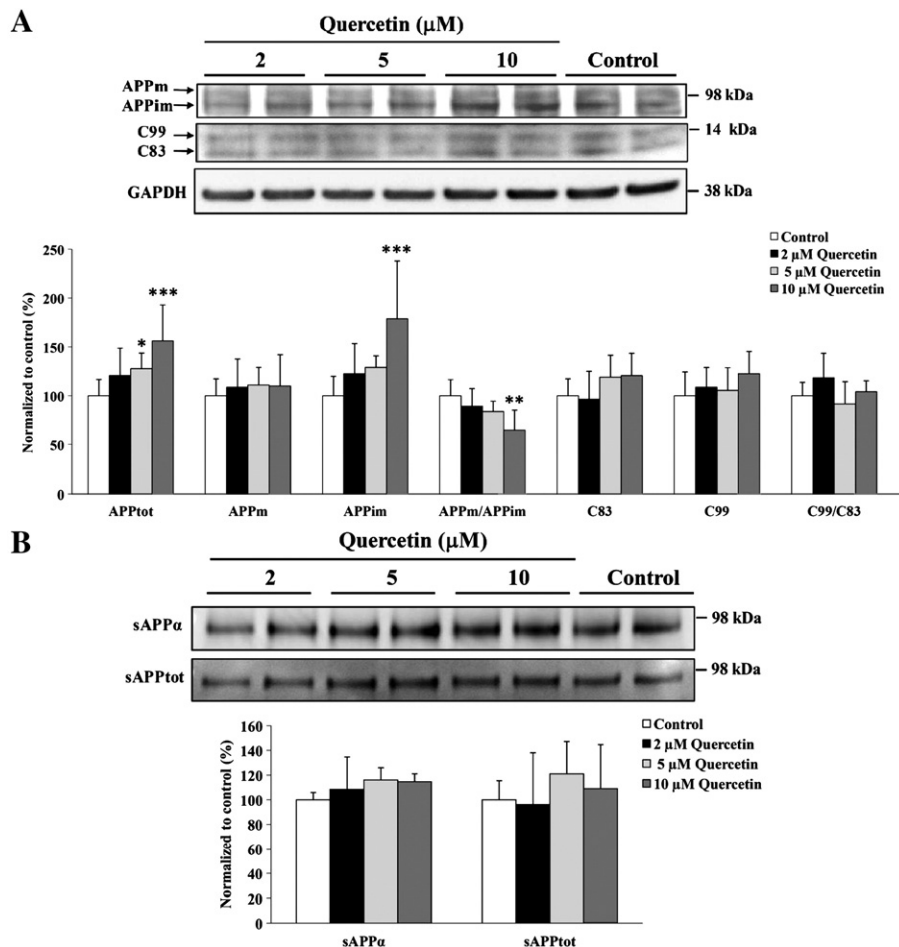 A
Quercetin (µM)
2 5 10 Control
APPm
APPim
98 kDa
C99
C83
14 kDa
GAPDH
38 kDa
Normalized to control (%)
250
200
150
100
50
0
***
*
***
**
Control
2 µM Quercetin
5 µM Quercetin
10 µM Quercetin
APPtot APPm APPim APPm/APPim C83 C99 C99/C83
B
Quercetin (µM)
2 5 10 Control
sAPPα
98 kDa
sAPPtot
98 kDa
Normalized to control (%)
160
140
120
100
80
60
40
20
0
Control
2 µM Quercetin
5 µM Quercetin
10 µM Quercetin
sAPPα sAPPtot